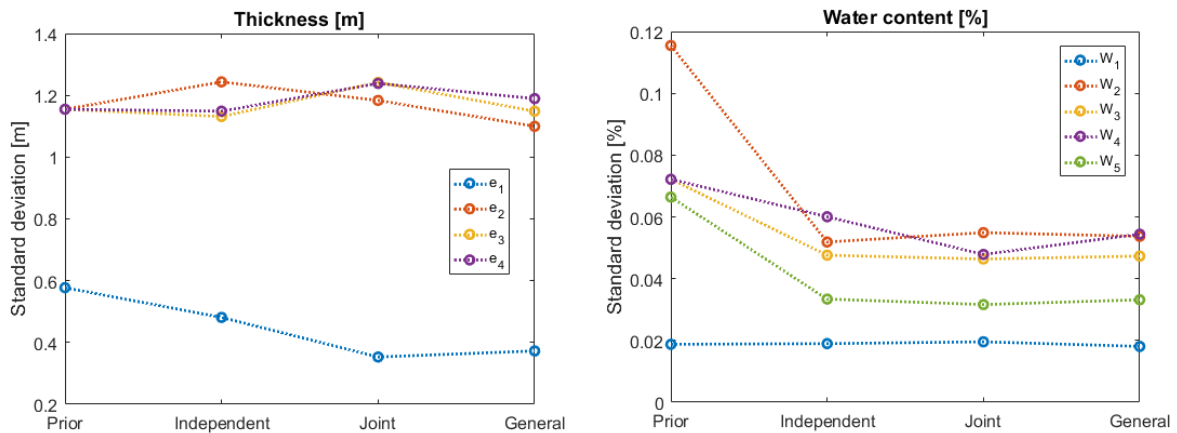 Thickness [m]
Standard deviation [m]
1.4
1.2
1
0.8
0.6
0.4
0.2
Prior
Independent
Joint
General
e1
e2
e3
e4
Water content [%]
Standard deviation [%]
0.12
0.1
0.08
0.06
0.04
0.02
0
Prior
Independent
Joint
General
W1
W2
W3
W4
W5